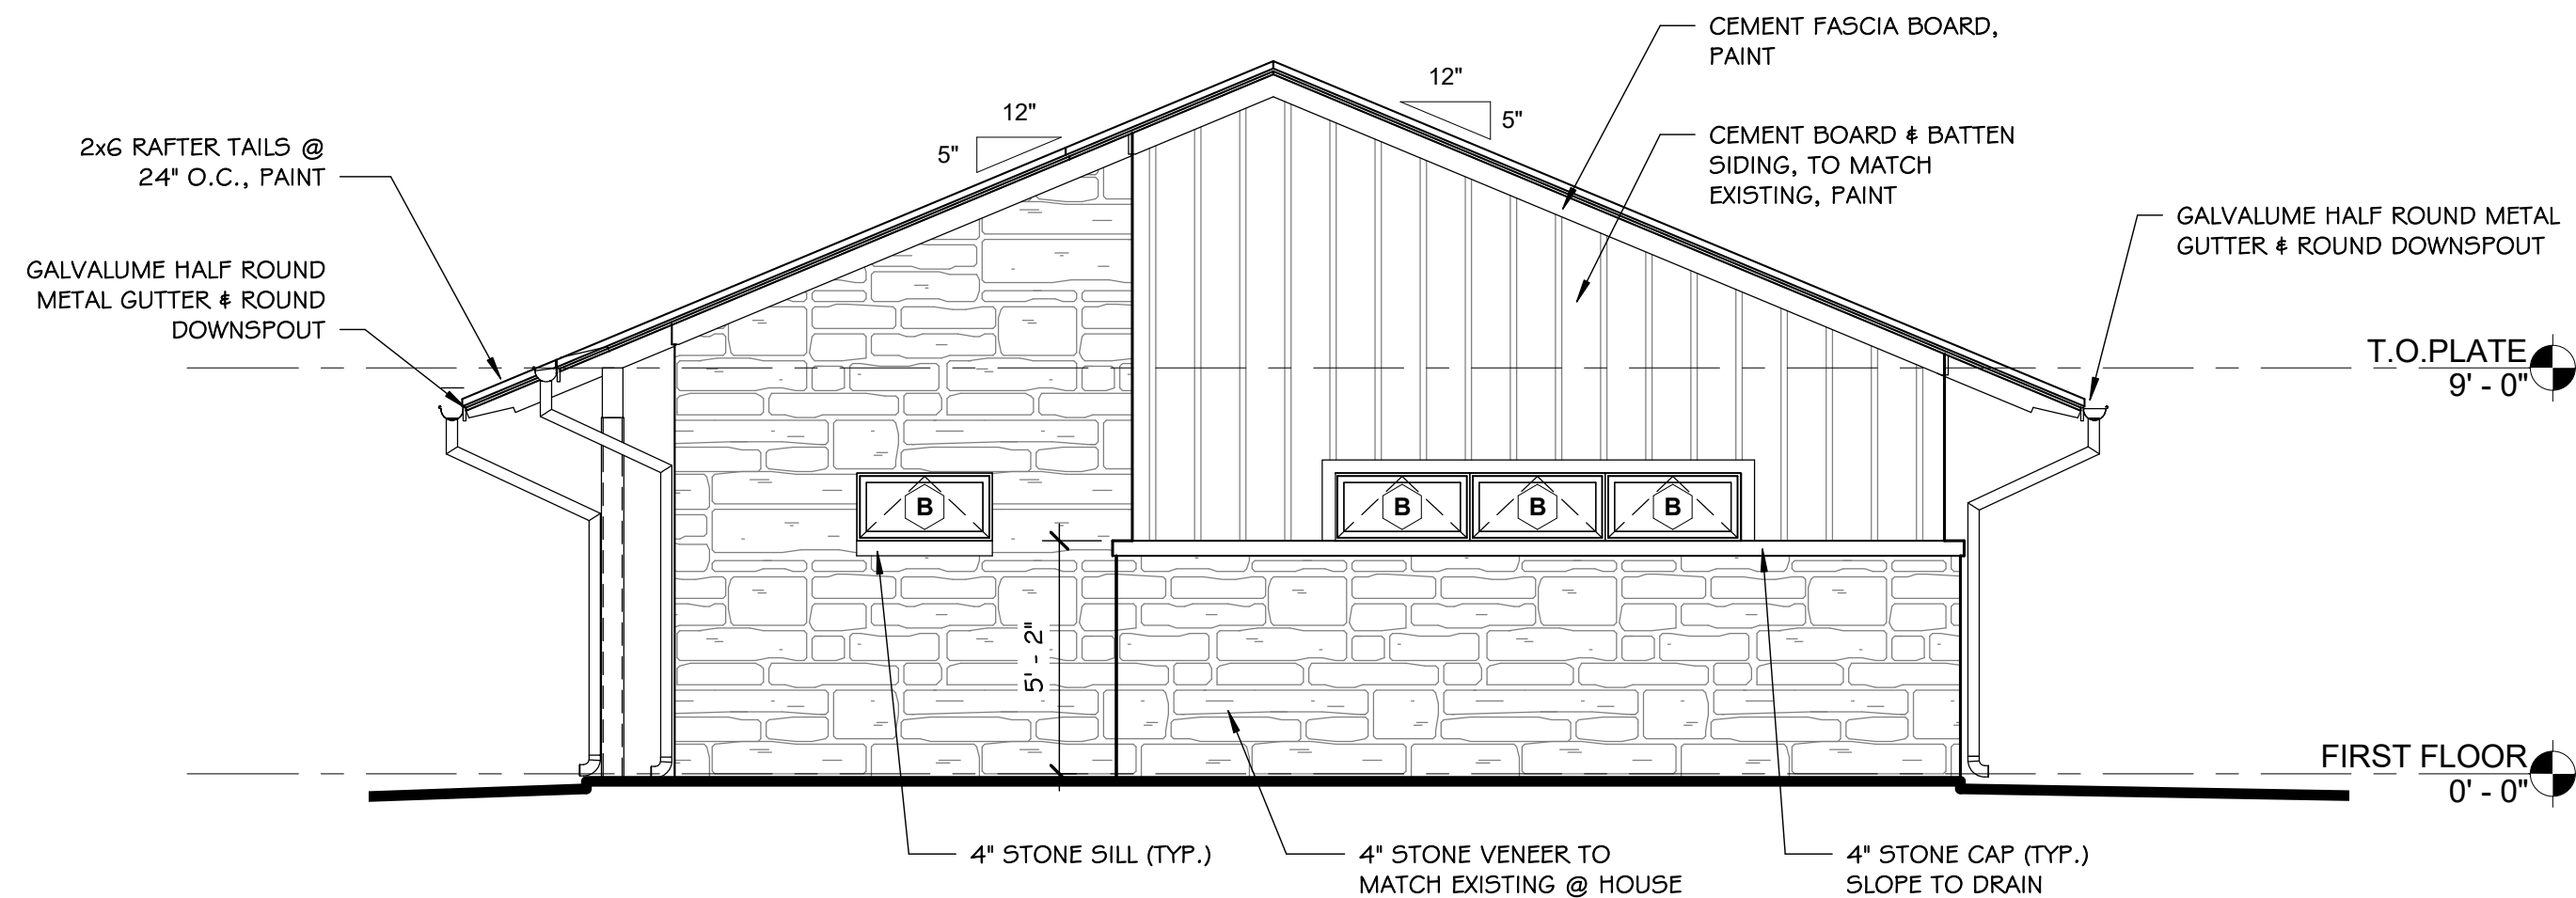 CEMENT FASCIA BOARD,
PAINT
12"
5"
12"
5"
CEMENT BOARD & BATTEN
SIDING, TO MATCH
EXISTING, PAINT
2x6 RAFTER TAILS @
24" O.C., PAINT
GALVALUME HALF ROUND METAL
GUTTER & ROUND DOWNSPOUT
GALVALUME HALF ROUND
METAL GUTTER & ROUND
DOWNSPOUT
T.O.PLATE
9' - 0"
B
B
B
B
5' - 2"
FIRST FLOOR
0' - 0"
4" STONE SILL (TYP.)
4" STONE VENEER TO
MATCH EXISTING @ HOUSE
4" STONE CAP (TYP.)
SLOPE TO DRAIN